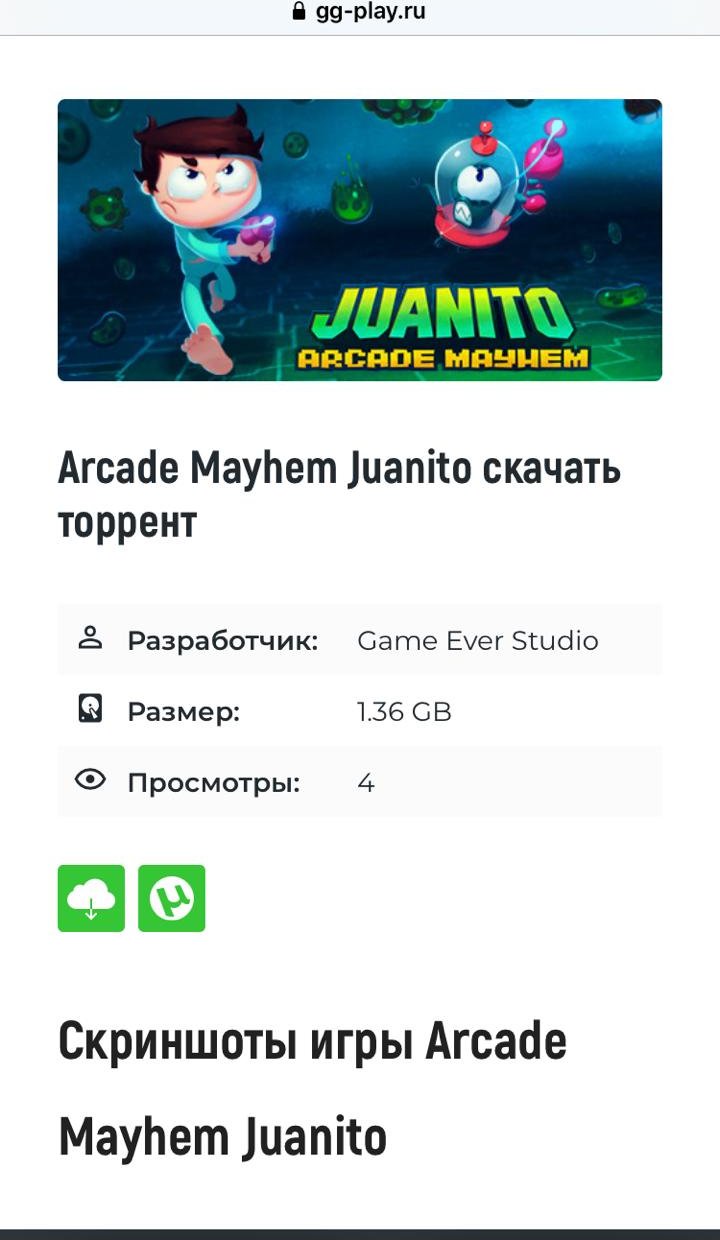 gg-play.ru
JUANITO
ARCADE MAYHEM
Arcade Mayhem Juanito скачать
торрент
Разработчик: Game Ever Studio
Размер: 1.36 GB
Просмотры: 4
Скриншоты игры Arcade
Mayhem Juanito